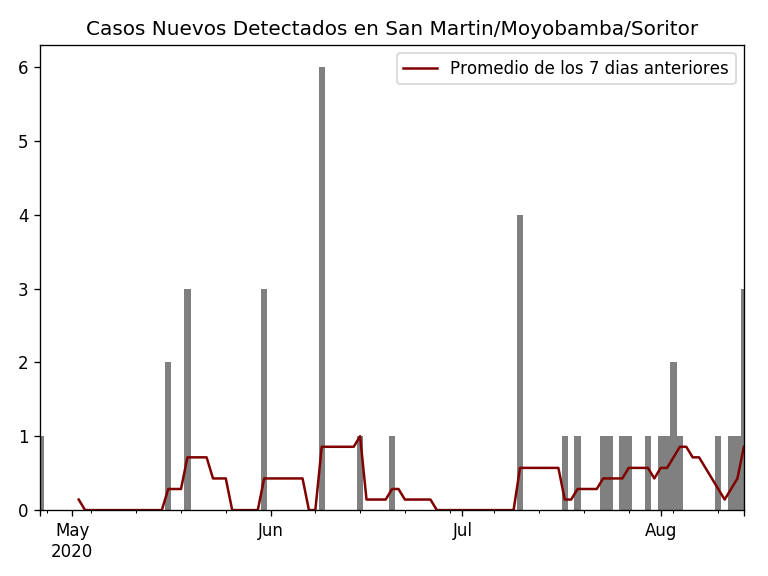 Casos Nuevos Detectados en San Martin/Moyobamba/Soritor
Promedio de los 7 dias anteriores
6
5
4
3
2
1
0
May Jun Jul Aug
2020